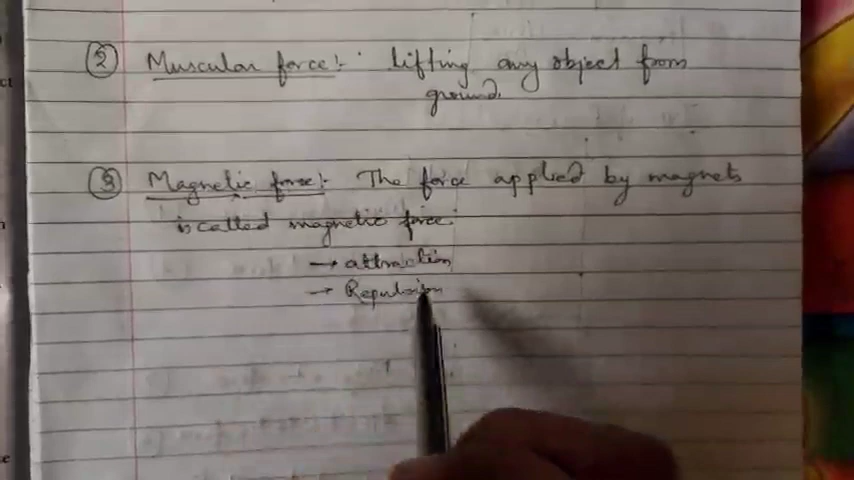 ② Muscular force:- lifting any object from
ground.
③ Magnetic force:- The force applied by magnets
is called magnetic force.
→ attraction
→ Repulsion